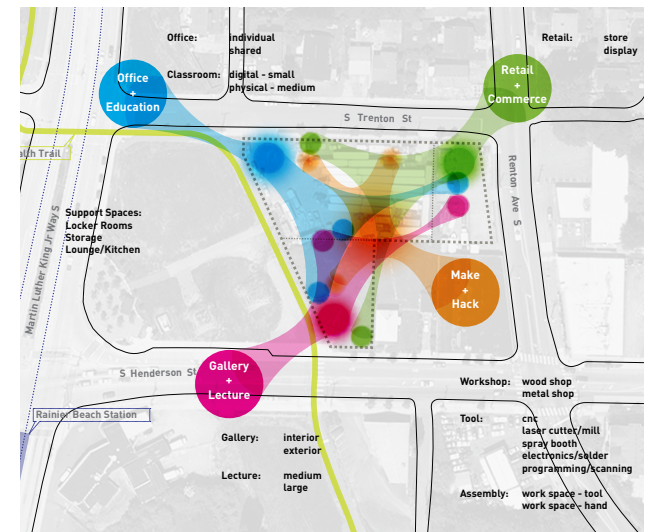 Office: individual
shared
Classroom: digital - small
physical - medium
Retail: store
display
Office
+
Education
Retail
+
Commerce
S Trenton St
alth Trail
Renton Ave S
Martin Luther King Jr Way S
Support Spaces:
Locker Rooms
Storage
Lounge/Kitchen
Make
+
Hack
S Henderson St
Gallery
+
Lecture
Rainier Beach Station
Gallery: interior
exterior
Lecture: medium
large
Workshop: wood shop
metal shop
Tool: cnc
laser cutter/mill
spray booth
electronics/solder
programming/scanning
Assembly: work space - tool
work space - hand